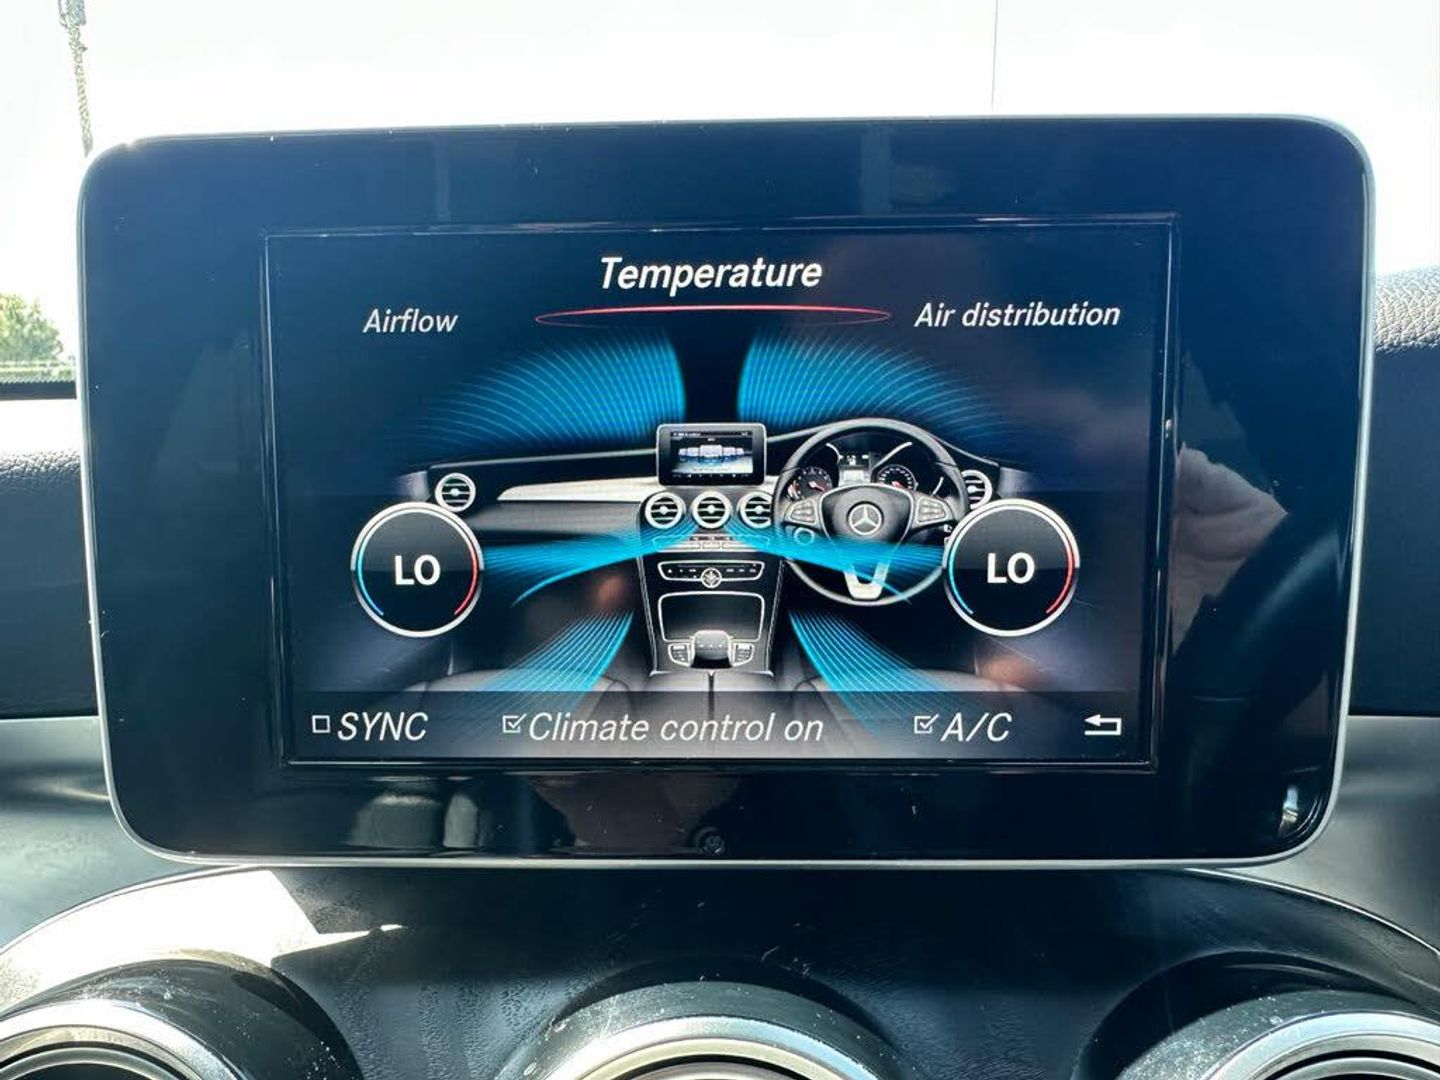 Temperature
Airflow
Air distribution
LO
LO
SYNC
Climate control on
A/C